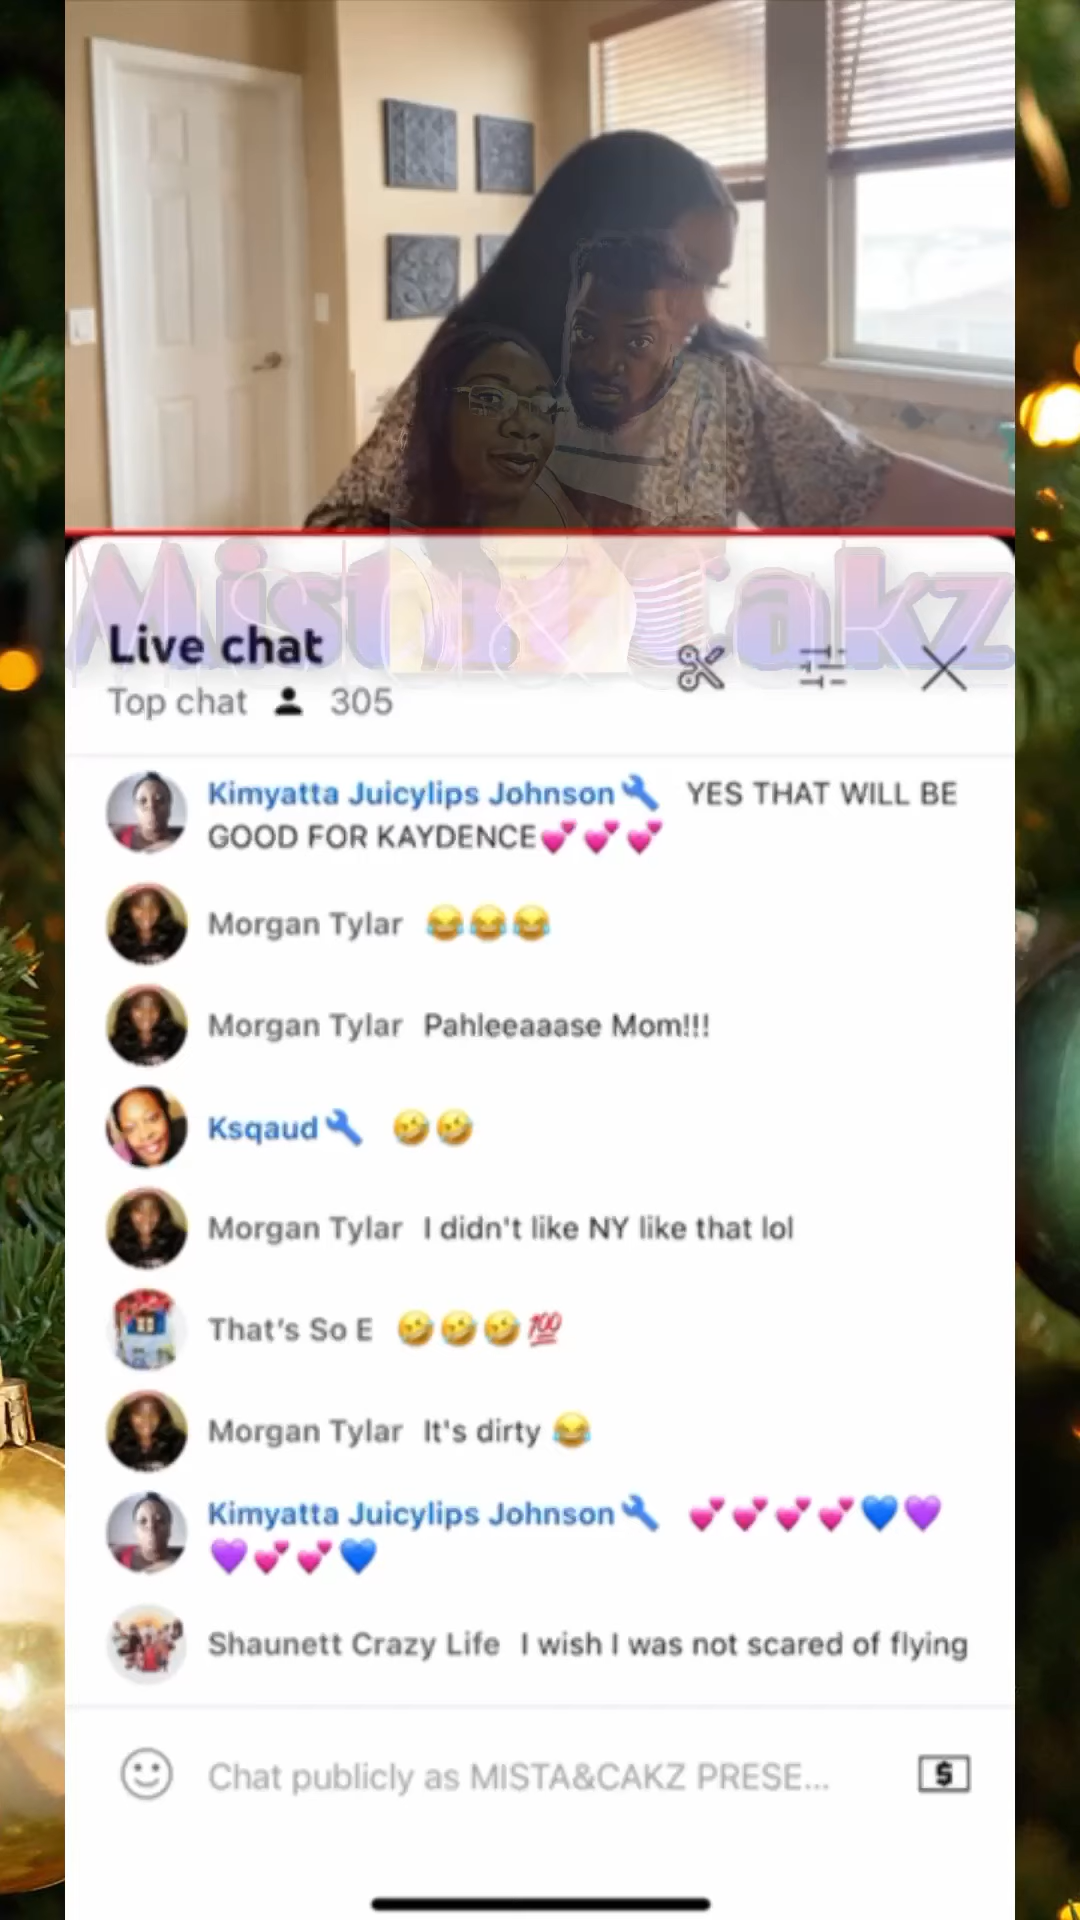 Mista & Cakz
Live chat
Top chat 305
Kimyatta Juicylips Johnson🔧 YES THAT WILL BE
GOOD FOR KAYDENCE💕💕💕
Morgan Tylar 😂😂😂
Morgan Tylar Pahleeaaase Mom!!!
Ksqaud🔧 🤣🤣
Morgan Tylar I didn't like NY like that lol
That's So E 🤣🤣🤣💯
Morgan Tylar It's dirty 😂
Kimyatta Juicylips Johnson🔧 💕💕💕💕💙💜
💜💕💕💙
Shaunett Crazy Life I wish I was not scared of flying
Chat publicly as MISTA&CAKZ PRESE...
$